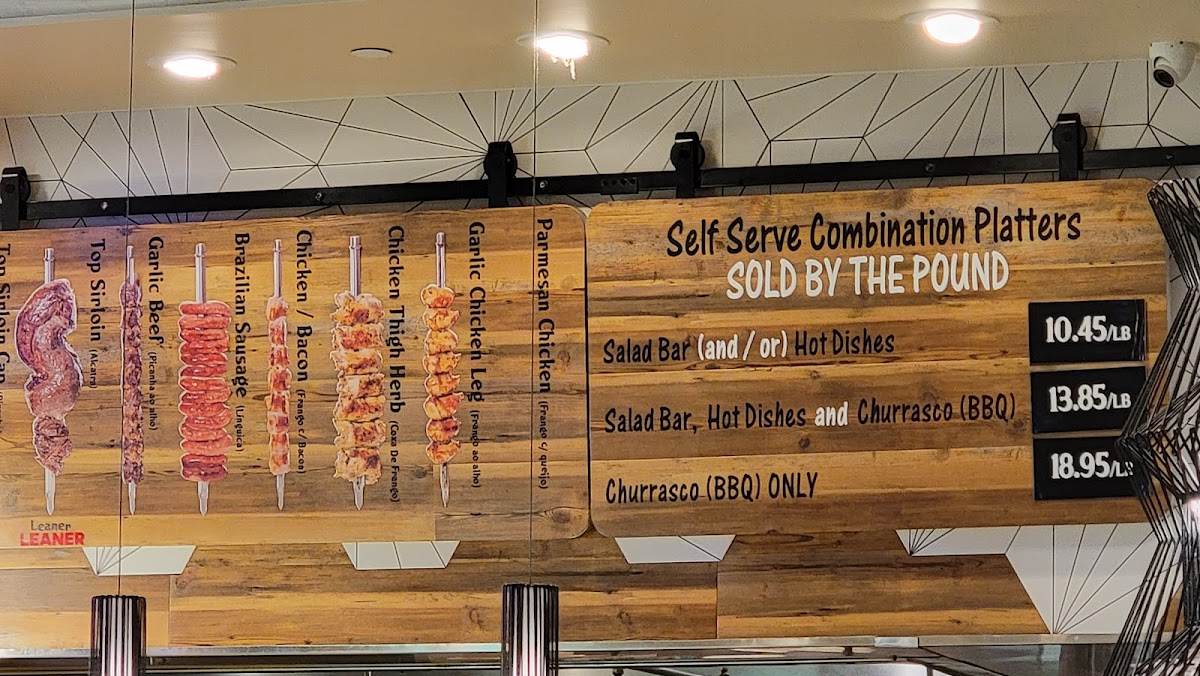 Top Sirloin Cap
Top Sirloin (Alcatra)
Garlic Beef (Picanha ao alho)
Brazilian Sausage (Linguica)
Chicken / Bacon (Frango c/ Bacon)
Chicken Thigh Herb (Coxa De Frango)
Garlic Chicken Leg (Frango ao alho)
Parmesan Chicken (Frango c/ queijo)
Leaner
LEANER
Self Serve Combination Platters
SOLD BY THE POUND
Salad Bar (and / or) Hot Dishes 10.45/LB
Salad Bar, Hot Dishes and Churrasco (BBQ) 13.85/LB
Churrasco (BBQ) ONLY 18.95/LB